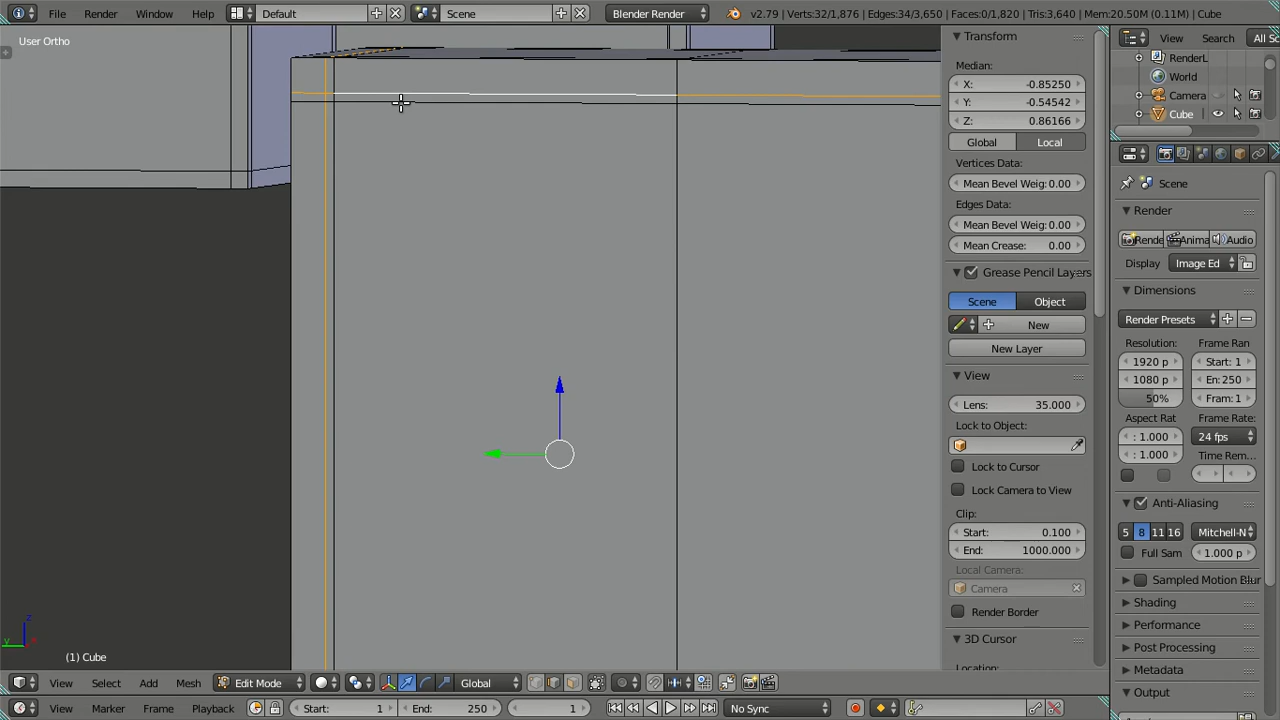 File Render Window Help Default Scene Blender Render v2.79 | Verts:32/1,876 | Edges:34/3,650 | Faces:0/1,820 | Tris:3,640 | Mem:20.50M (0.11M) | Cube
User Ortho
Transform
Median:
X: -0.85250
Y: -0.54542
Z: 0.86166
Global Local
Vertices Data:
Mean Bevel Weig: 0.00
Edges Data:
Mean Bevel Weig: 0.00
Mean Crease: 0.00
Grease Pencil Layers
Scene Object
New
New Layer
View
Lens: 35.000
Lock to Object:
Lock to Cursor
Lock Camera to View
Clip:
Start: 0.100
End: 1000.000
Local Camera:
Camera
Render Border
3D Cursor
Location:
View Search All Sc
RenderL
World
Camera
Cube
Scene
Render
Rende Anima Audio
Display Image Ed
Dimensions
Render Presets
Resolution: Frame Ran
1920 p Start: 1
1080 p En: 250
50% Fram: 1
Aspect Rat Frame Rate:
: 1.000 24 fps
: 1.000 Time Rem...
Anti-Aliasing
5 8 11 16 Mitchell-N
Full Sam 1.000 p
Sampled Motion Blur
Shading
Performance
Post Processing
Metadata
Output
z
y x
(1) Cube
View Select Add Mesh Edit Mode Global
View Marker Frame Playback Start: 1 End: 250 1 No Sync